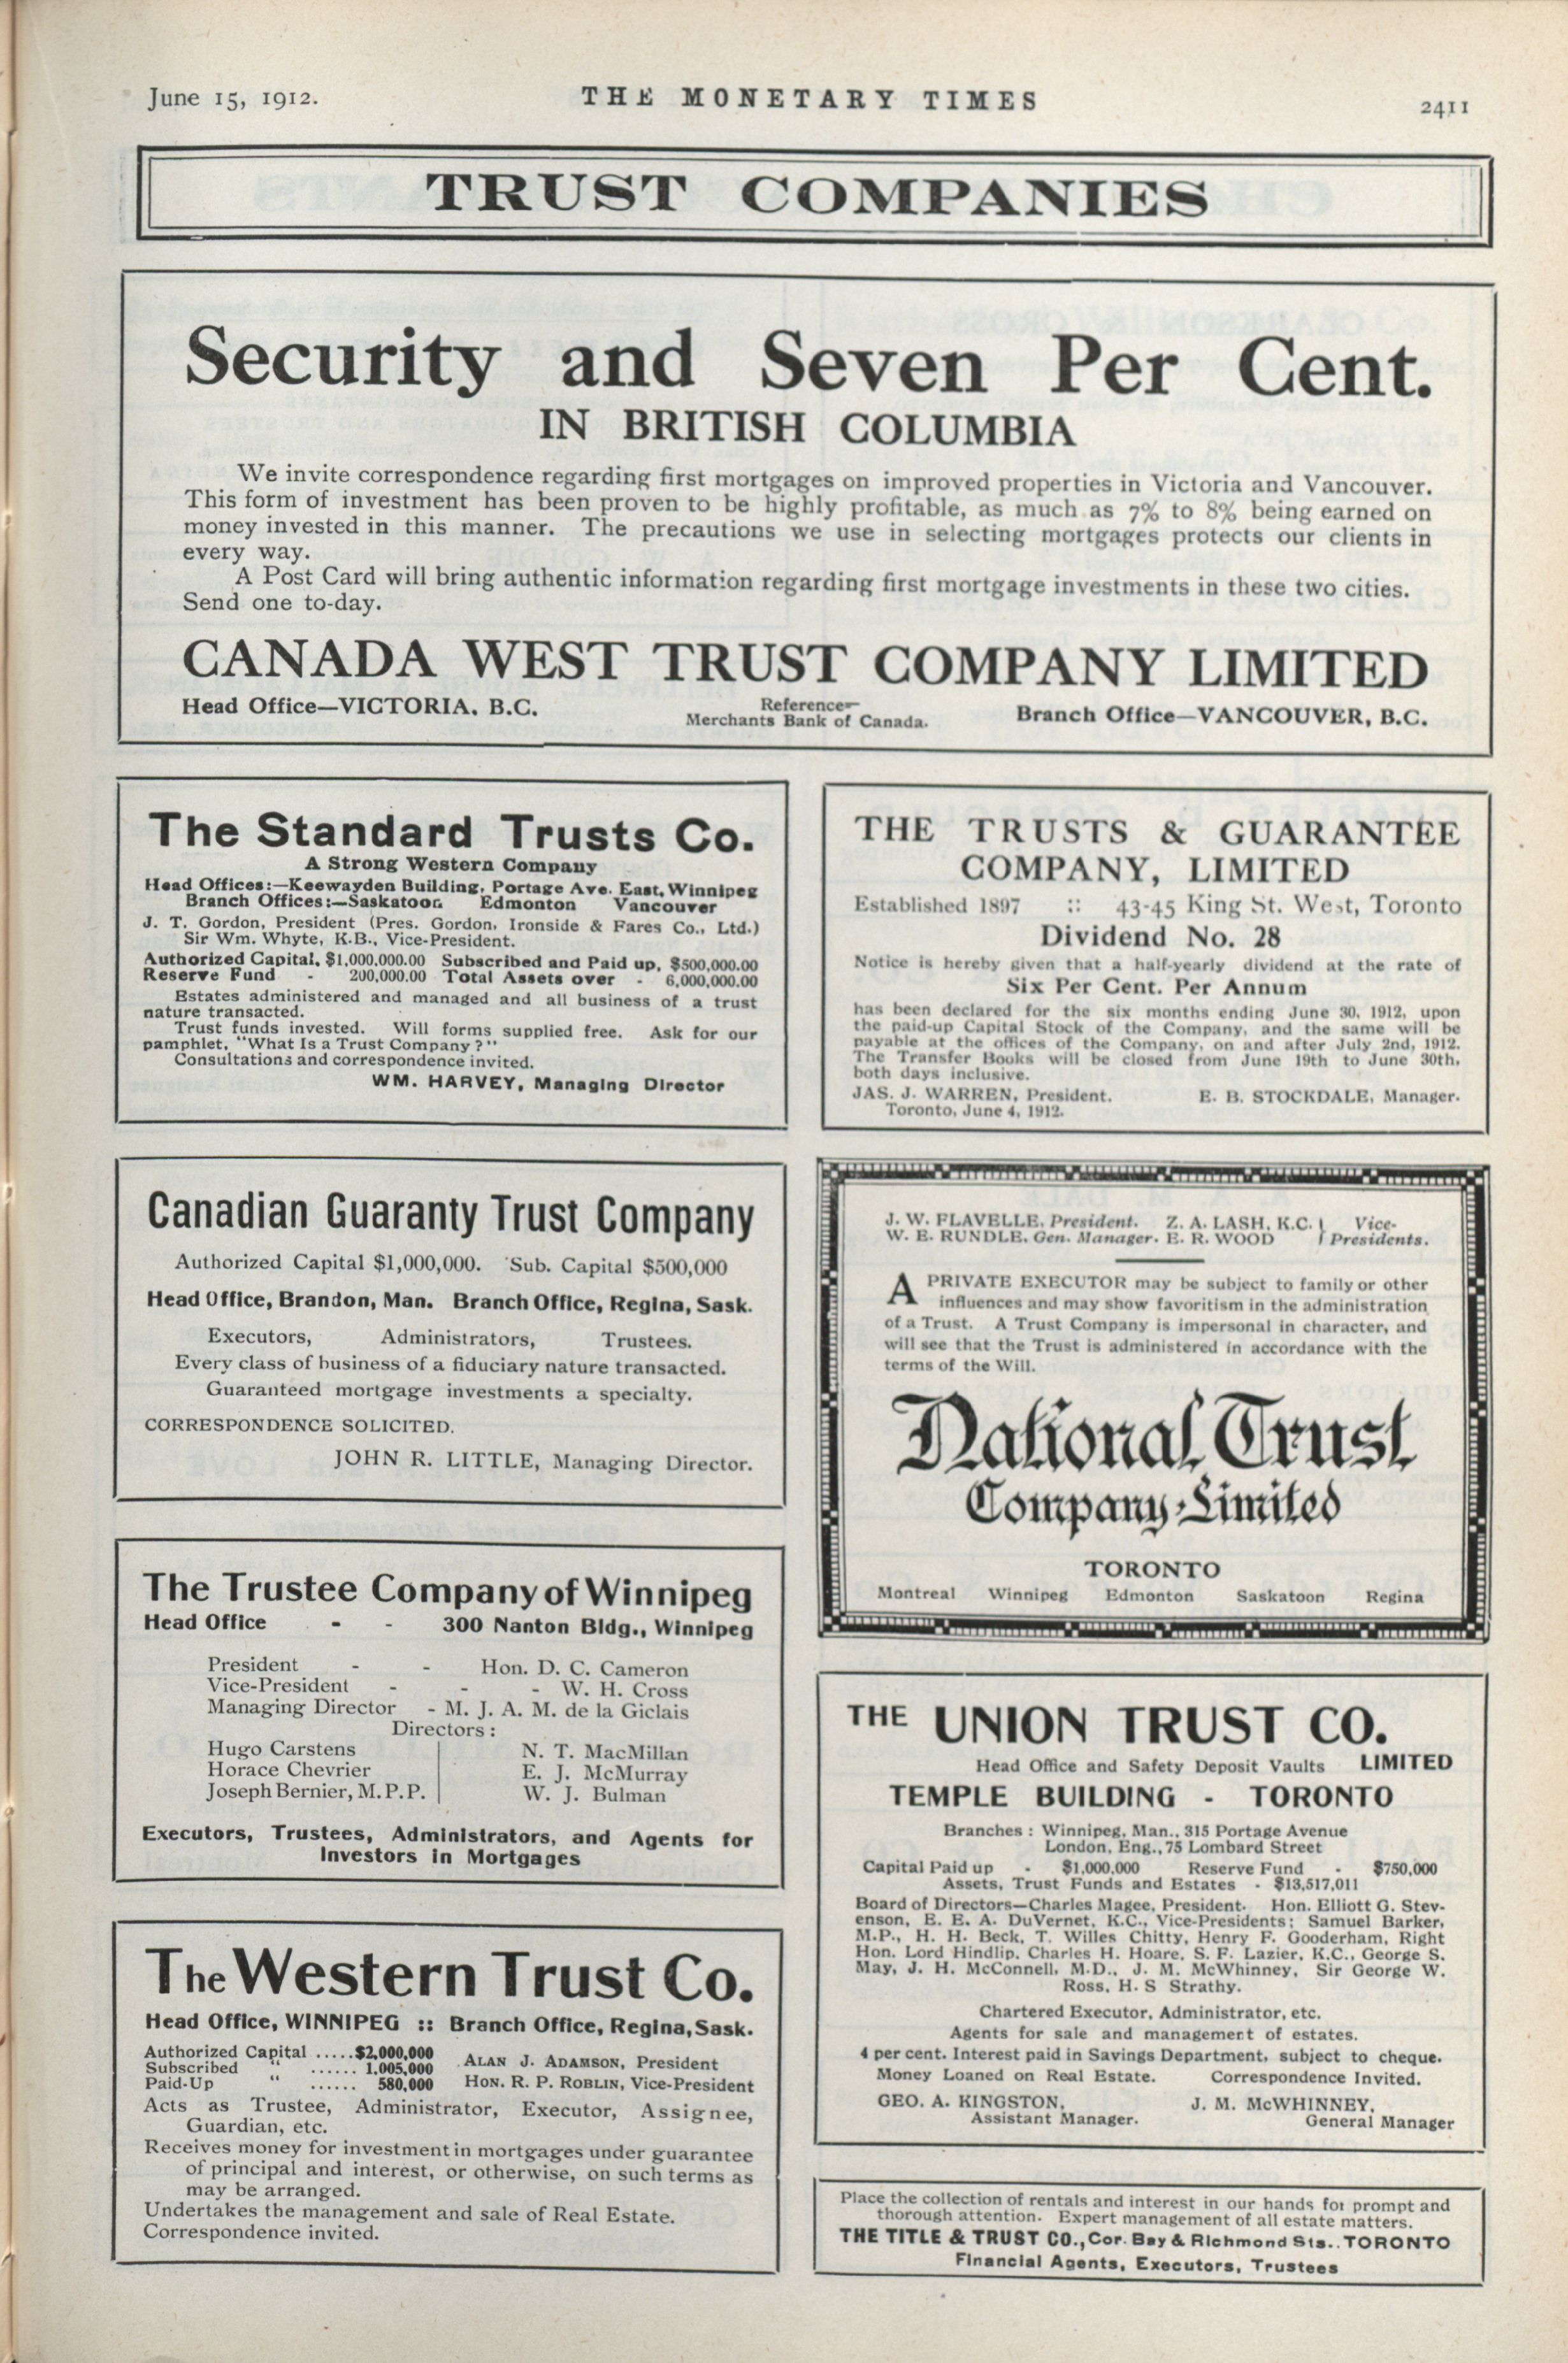 June 15, 1912.
THE MONETARY TIMES
2411
TRUST COMPANIES
Security and Seven Per Cent.
IN BRITISH COLUMBIA
We invite correspondence regarding first mortgages on improved properties in Victoria and Vancouver.
This form of investment has been proven to be highly profitable, as much as 7% to 8% being earned on
money invested in this manner. The precautions we use in selecting mortgages protects our clients in
every way.
A Post Card will bring authentic information regarding first mortgage investments in these two cities.
Send one to-day.
CANADA WEST TRUST COMPANY LIMITED
Head Office—VICTORIA. B.C.
Reference—
Merchants Bank of Canada.
Branch Office—VANCOUVER, B.C.
The Standard Trusts Co.
A Strong Western Company
Head Offices:—Keewayden Building, Portage Ave. East, Winnipeg
Branch Offices:—Saskatoon Edmonton Vancouver
J. T. Gordon, President (Pres. Gordon, Ironside & Fares Co., Ltd.)
Sir Wm. Whyte, K.B., Vice-President.
Authorized Capital, $1,000,000.00 Subscribed and Paid up, $500,000.00
Reserve Fund - 200,000.00 Total Assets over - 6,000,000.00
Estates administered and managed and all business of a trust
nature transacted.
Trust funds invested. Will forms supplied free. Ask for our
pamphlet, "What Is a Trust Company?"
Consultations and correspondence invited.
WM. HARVEY, Managing Director
Canadian Guaranty Trust Company
Authorized Capital $1,000,000. Sub. Capital $500,000
Head Office, Brandon, Man. Branch Office, Regina, Sask.
Executors, Administrators, Trustees.
Every class of business of a fiduciary nature transacted.
Guaranteed mortgage investments a specialty.
CORRESPONDENCE SOLICITED.
JOHN R. LITTLE, Managing Director.
The Trustee Company of Winnipeg
Head Office - - 300 Nanton Bldg., Winnipeg
President - - Hon. D. C. Cameron
Vice-President - - - W. H. Cross
Managing Director - M. J. A. M. de la Giclais
Directors:
Hugo Carstens N. T. MacMillan
Horace Chevrier E. J. McMurray
Joseph Bernier, M.P.P. W. J. Bulman
Executors, Trustees, Administrators, and Agents for
Investors in Mortgages
The Western Trust Co.
Head Office, WINNIPEG :: Branch Office, Regina, Sask.
Authorized Capital .....$2,000,000
Subscribed " ...... 1,005,000
Paid-Up " ...... 580,000
ALAN J. ADAMSON, President
HON. R. P. ROBLIN, Vice-President
Acts as Trustee, Administrator, Executor, Assignee,
Guardian, etc.
Receives money for investment in mortgages under guarantee
of principal and interest, or otherwise, on such terms as
may be arranged.
Undertakes the management and sale of Real Estate.
Correspondence invited.
THE TRUSTS & GUARANTEE
COMPANY, LIMITED
Established 1897 :: 43-45 King St. West, Toronto
Dividend No. 28
Notice is hereby given that a half-yearly dividend at the rate of
Six Per Cent. Per Annum
has been declared for the six months ending June 30, 1912, upon
the paid-up Capital Stock of the Company, and the same will be
payable at the offices of the Company, on and after July 2nd, 1912.
The Transfer Books will be closed from June 19th to June 30th,
both days inclusive.
JAS. J. WARREN, President. E. B. STOCKDALE, Manager.
Toronto, June 4, 1912.
J. W. FLAVELLE, President. Z. A. LASH, K.C. } Vice-
W. E. RUNDLE, Gen. Manager. E. R. WOOD } Presidents.
A PRIVATE EXECUTOR may be subject to family or other
influences and may show favoritism in the administration
of a Trust. A Trust Company is impersonal in character, and
will see that the Trust is administered in accordance with the
terms of the Will.
National Trust
Company Limited
TORONTO
Montreal Winnipeg Edmonton Saskatoon Regina
THE UNION TRUST CO.
Head Office and Safety Deposit Vaults LIMITED
TEMPLE BUILDING - TORONTO
Branches: Winnipeg, Man., 315 Portage Avenue
London, Eng., 75 Lombard Street
Capital Paid up - $1,000,000 Reserve Fund - $750,000
Assets, Trust Funds and Estates - $13,517,011
Board of Directors—Charles Magee, President. Hon. Elliott G. Stev-
enson, E. E. A. DuVernet, K.C., Vice-Presidents; Samuel Barker,
M.P., H. H. Beck, T. Willes Chitty, Henry F. Gooderham, Right
Hon. Lord Hindlip, Charles H. Hoare, S. F. Lazier, K.C., George S.
May, J. H. McConnell, M.D., J. M. McWhinney, Sir George W.
Ross, H. S Strathy.
Chartered Executor, Administrator, etc.
Agents for sale and management of estates.
4 per cent. Interest paid in Savings Department, subject to cheque.
Money Loaned on Real Estate. Correspondence Invited.
GEO. A. KINGSTON, J. M. McWHINNEY,
Assistant Manager. General Manager
Place the collection of rentals and interest in our hands for prompt and
thorough attention. Expert management of all estate matters.
THE TITLE & TRUST CO., Cor. Bay & Richmond Sts., TORONTO
Financial Agents, Executors, Trustees